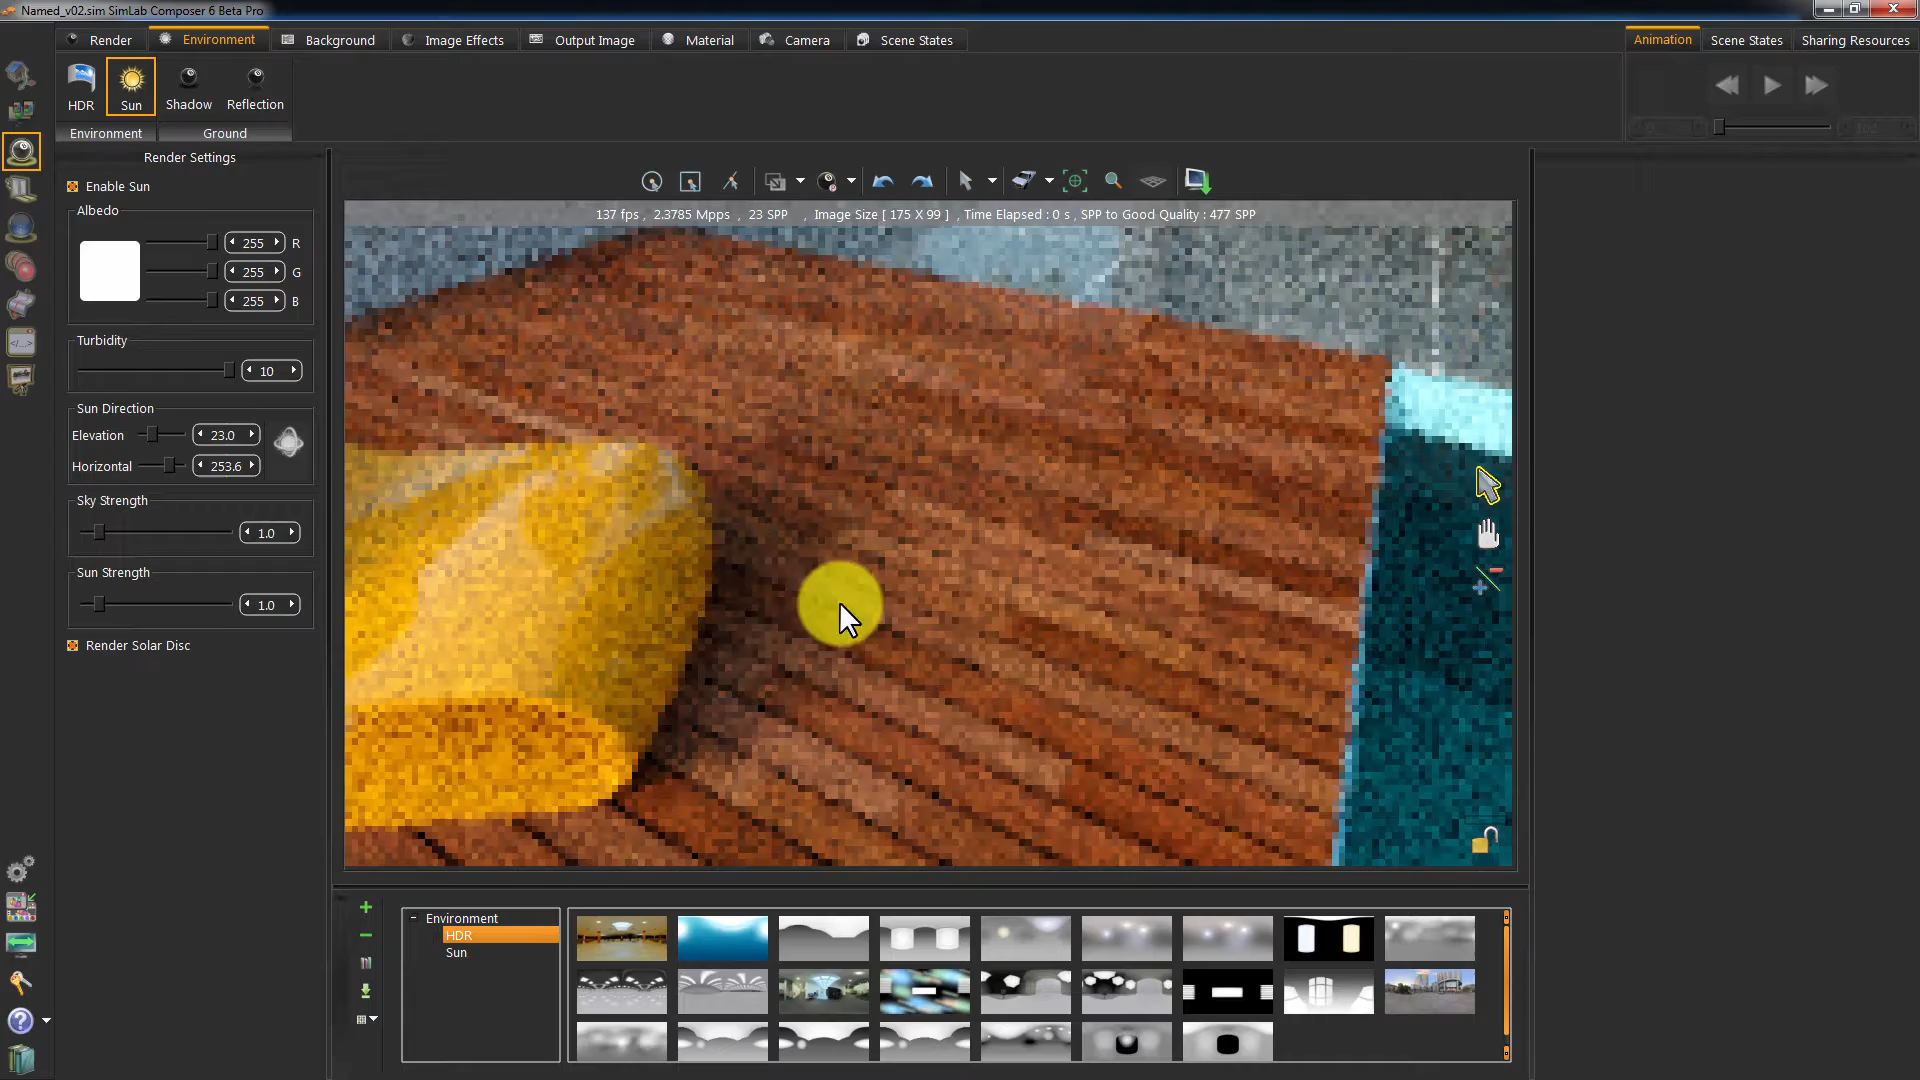 Named_v02.sim SimLab Composer 6 Beta Pro
Render
Environment
Background
Image Effects
Output Image
Material
Camera
Scene States
Animation
Scene States
Sharing Resources
HDR
Sun
Shadow
Reflection
Environment
Ground
Render Settings
Enable Sun
Albedo
255 R
255 G
255 B
Turbidity
10
Sun Direction
Elevation 23.0
Horizontal 253.6
Sky Strength
1.0
Sun Strength
1.0
Render Solar Disc
137 fps , 2.3785 Mpps , 23 SPP , Image Size [ 175 X 99 ] , Time Elapsed : 0 s , SPP to Good Quality : 477 SPP
Environment
HDR
Sun